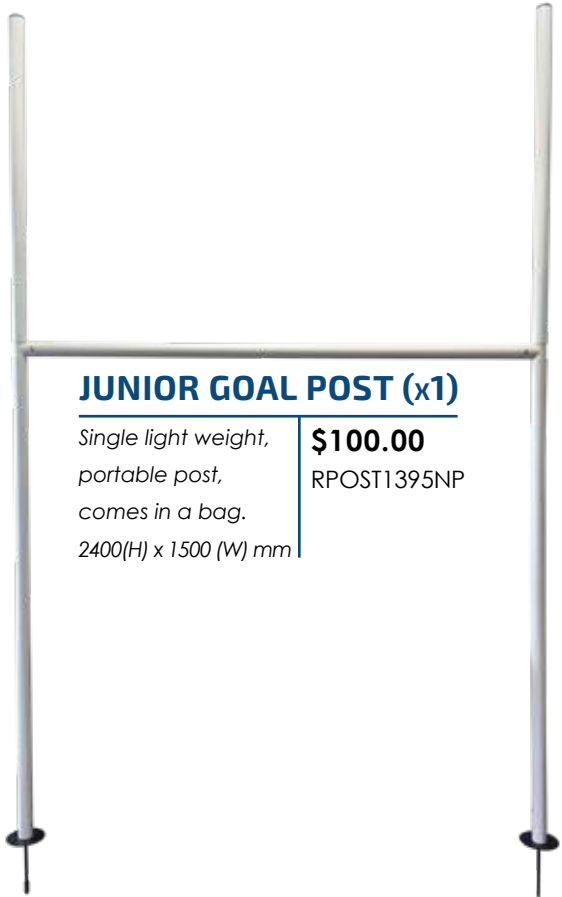 JUNIOR GOAL POST (x1)
Single light weight,
portable post,
comes in a bag.
2400(H) x 1500 (W) mm
$100.00
RPOST1395NP